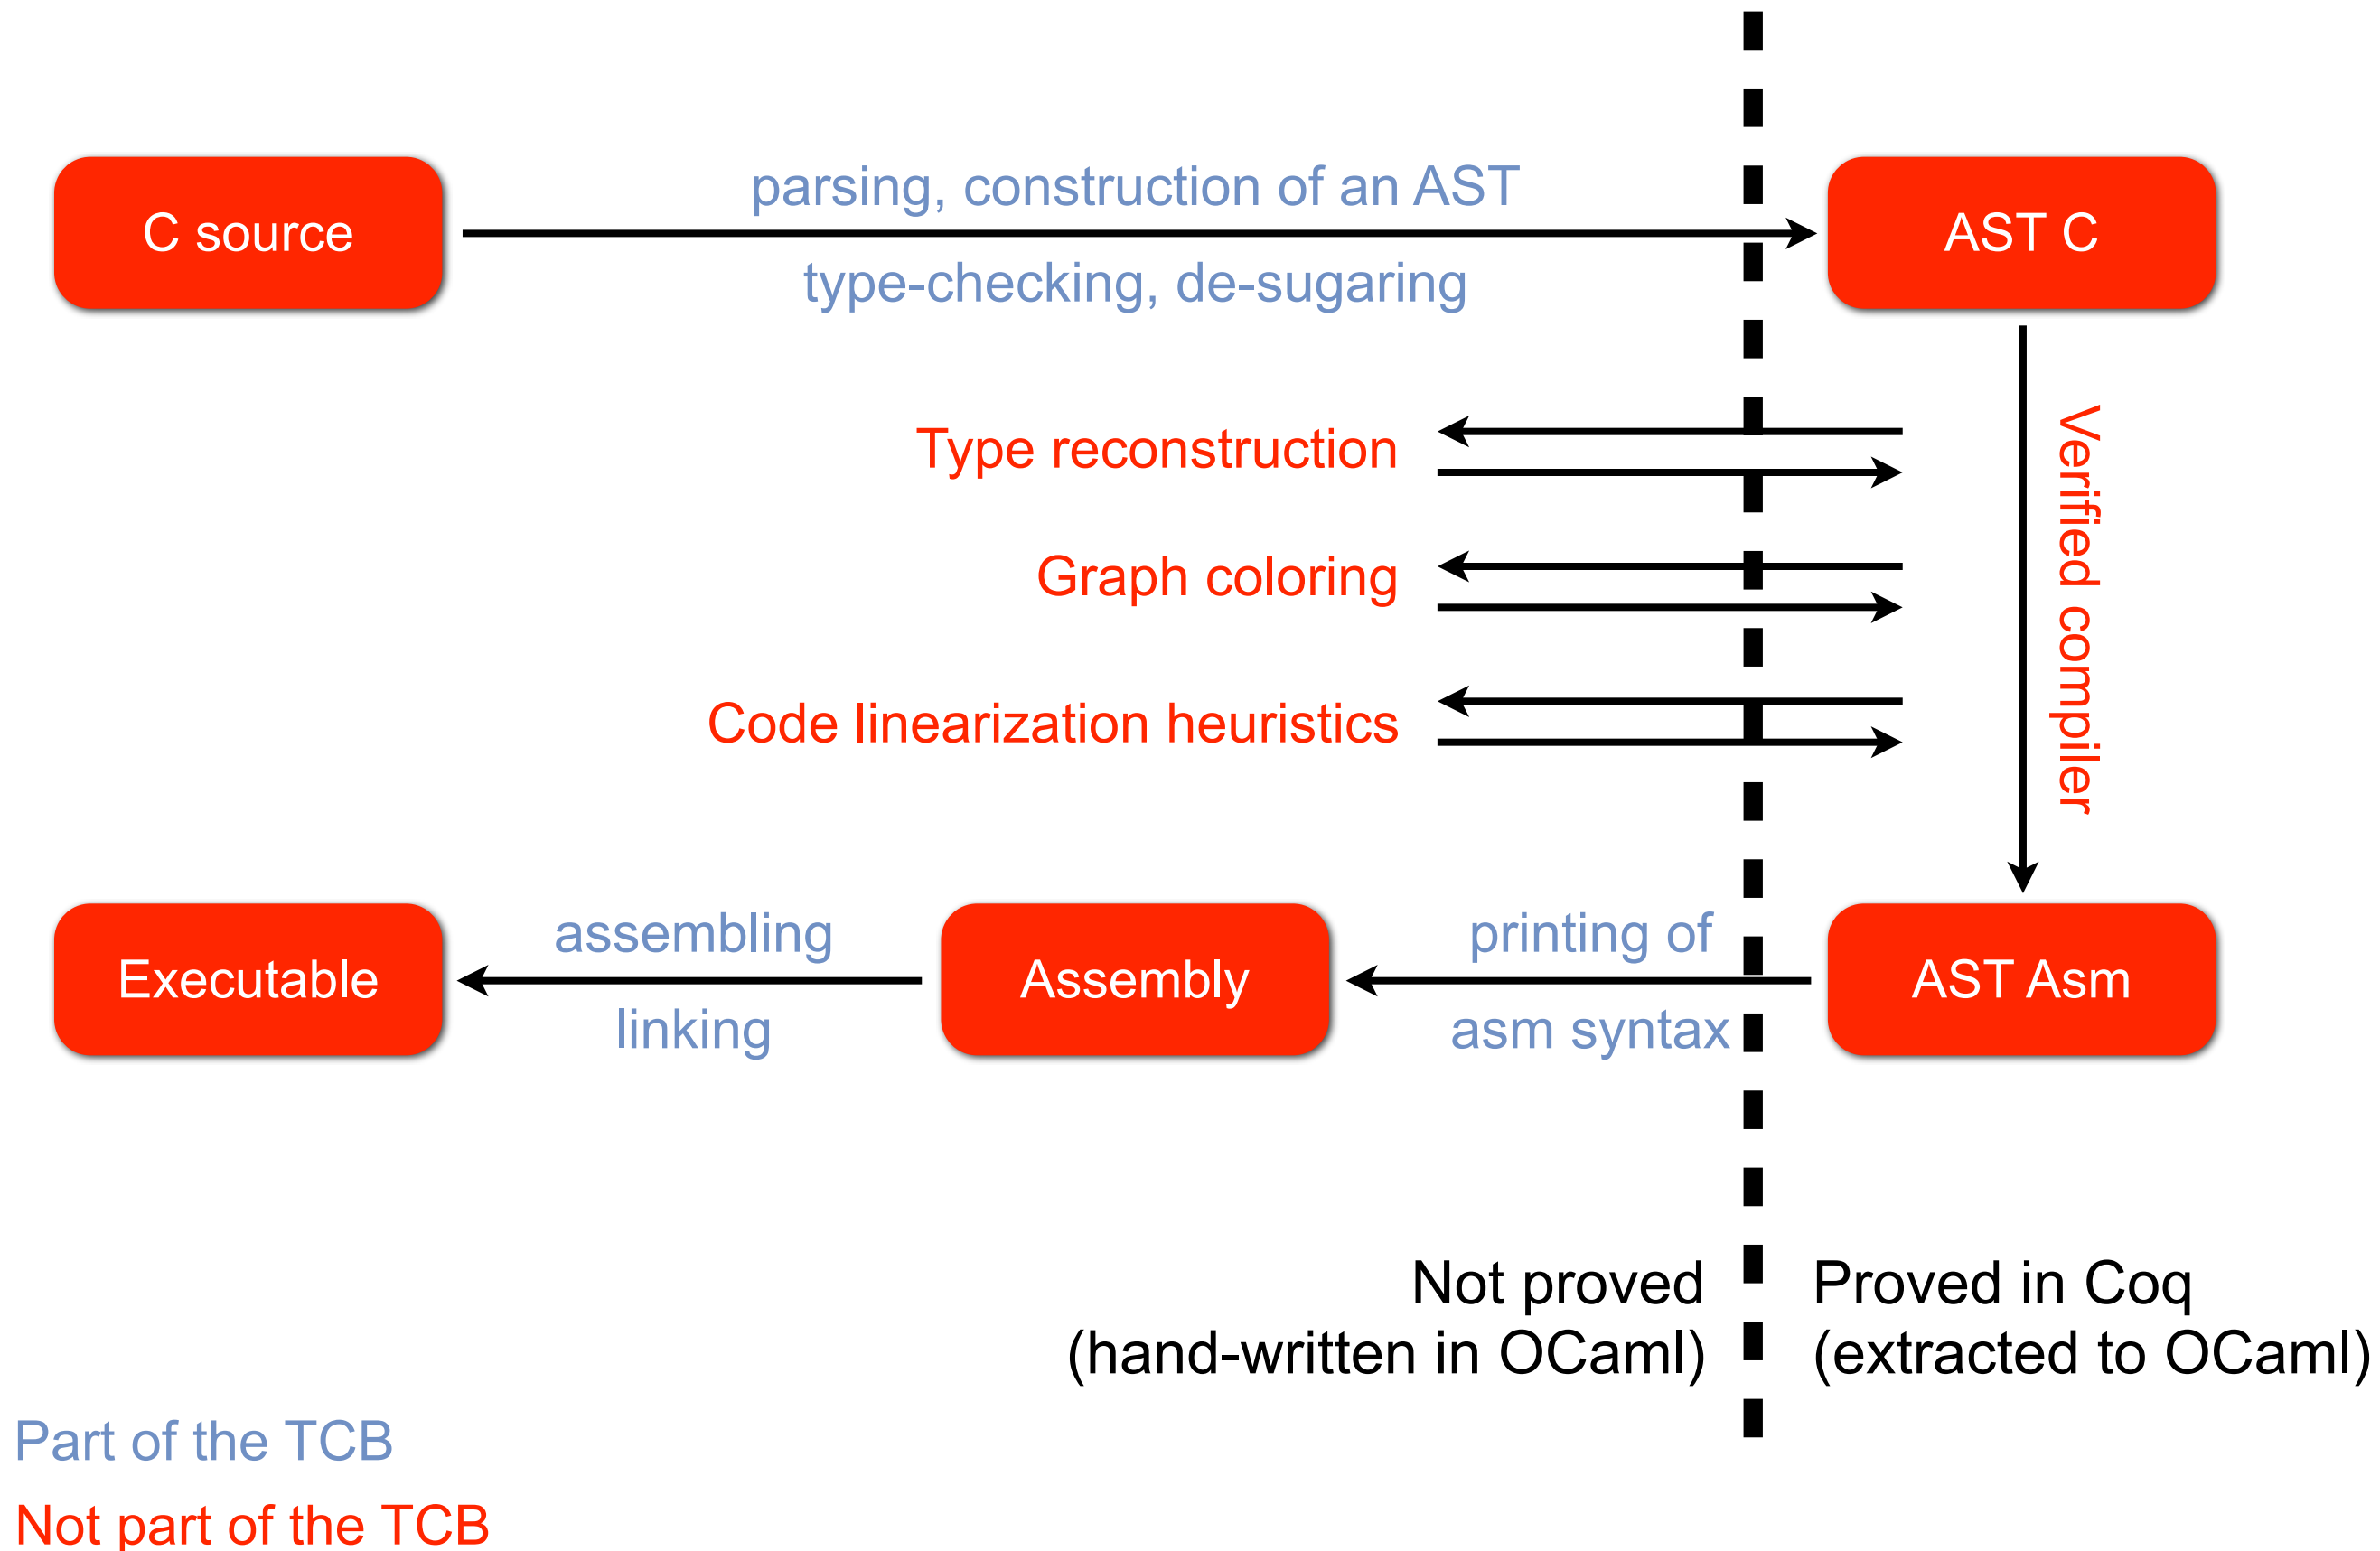 C source
parsing, construction of an AST
type-checking, de-sugaring
AST C
Type reconstruction
Graph coloring
Code linearization heuristics
Verified compiler
Executable
assembling
linking
Assembly
printing of
asm syntax
AST Asm
Not proved
(hand-written in OCaml)
Proved in Coq
(extracted to OCaml)
Part of the TCB
Not part of the TCB